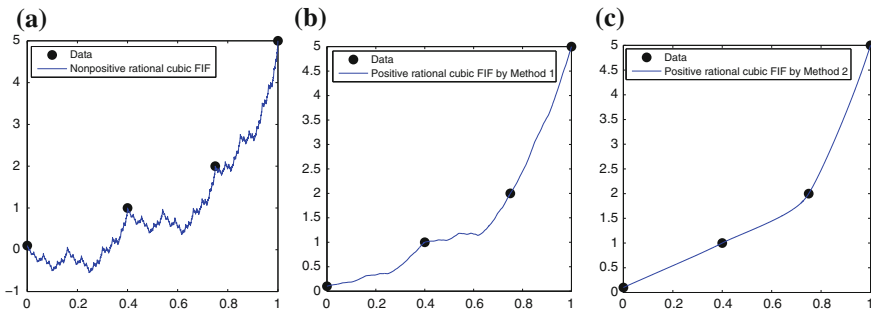 (a)
5
4
3
2
1
0
−1
0 0.2 0.4 0.6 0.8 1
Data
Nonpositive rational cubic FIF
(b)
5
4.5
4
3.5
3
2.5
2
1.5
1
0.5
0
0 0.2 0.4 0.6 0.8 1
Data
Positive rational cubic FIF by Method 1
(c)
5
4.5
4
3.5
3
2.5
2
1.5
1
0.5
0
0 0.2 0.4 0.6 0.8 1
Data
Positive rational cubic FIF by Method 2